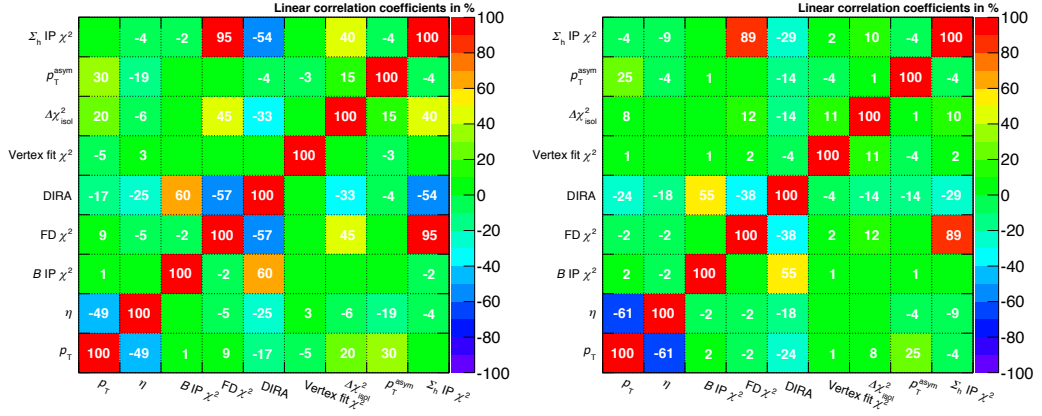 Linear correlation coefficients in %
Σh IP χ² -4 -2 95 -54 40 -4 100
pTasym 30 -19 -4 -3 15 100 -4
Δχ²isol 20 -6 45 -33 100 15 40
Vertex fit χ² -5 3 100 -3
DIRA -17 -25 60 -57 100 -33 -4 -54
FD χ² 9 -5 -2 100 -57 45 95
B IP χ² 1 100 -2 60 -2
η -49 100 -5 -25 3 -6 -19 -4
pT 100 -49 1 9 -17 -5 20 30
pT η B IP χ² FD χ² DIRA Vertex fit χ² Δχ²isol pTasym Σh IP χ²
100
80
60
40
20
0
-20
-40
-60
-80
-100
Linear correlation coefficients in %
Σh IP χ² -4 -9 89 -29 2 10 -4 100
pTasym 25 -4 1 -14 -4 1 100 -4
Δχ²isol 8 12 -14 11 100 1 10
Vertex fit χ² 1 1 2 -4 100 11 -4 2
DIRA -24 -18 55 -38 100 -4 -14 -14 -29
FD χ² -2 -2 100 -38 2 12 89
B IP χ² 2 -2 100 55 1 1
η -61 100 -2 -2 -18 -4 -9
pT 100 -61 2 -2 -24 1 8 25 -4
pT η B IP χ² FD χ² DIRA Vertex fit χ² Δχ²isol pTasym Σh IP χ²
100
80
60
40
20
0
-20
-40
-60
-80
-100